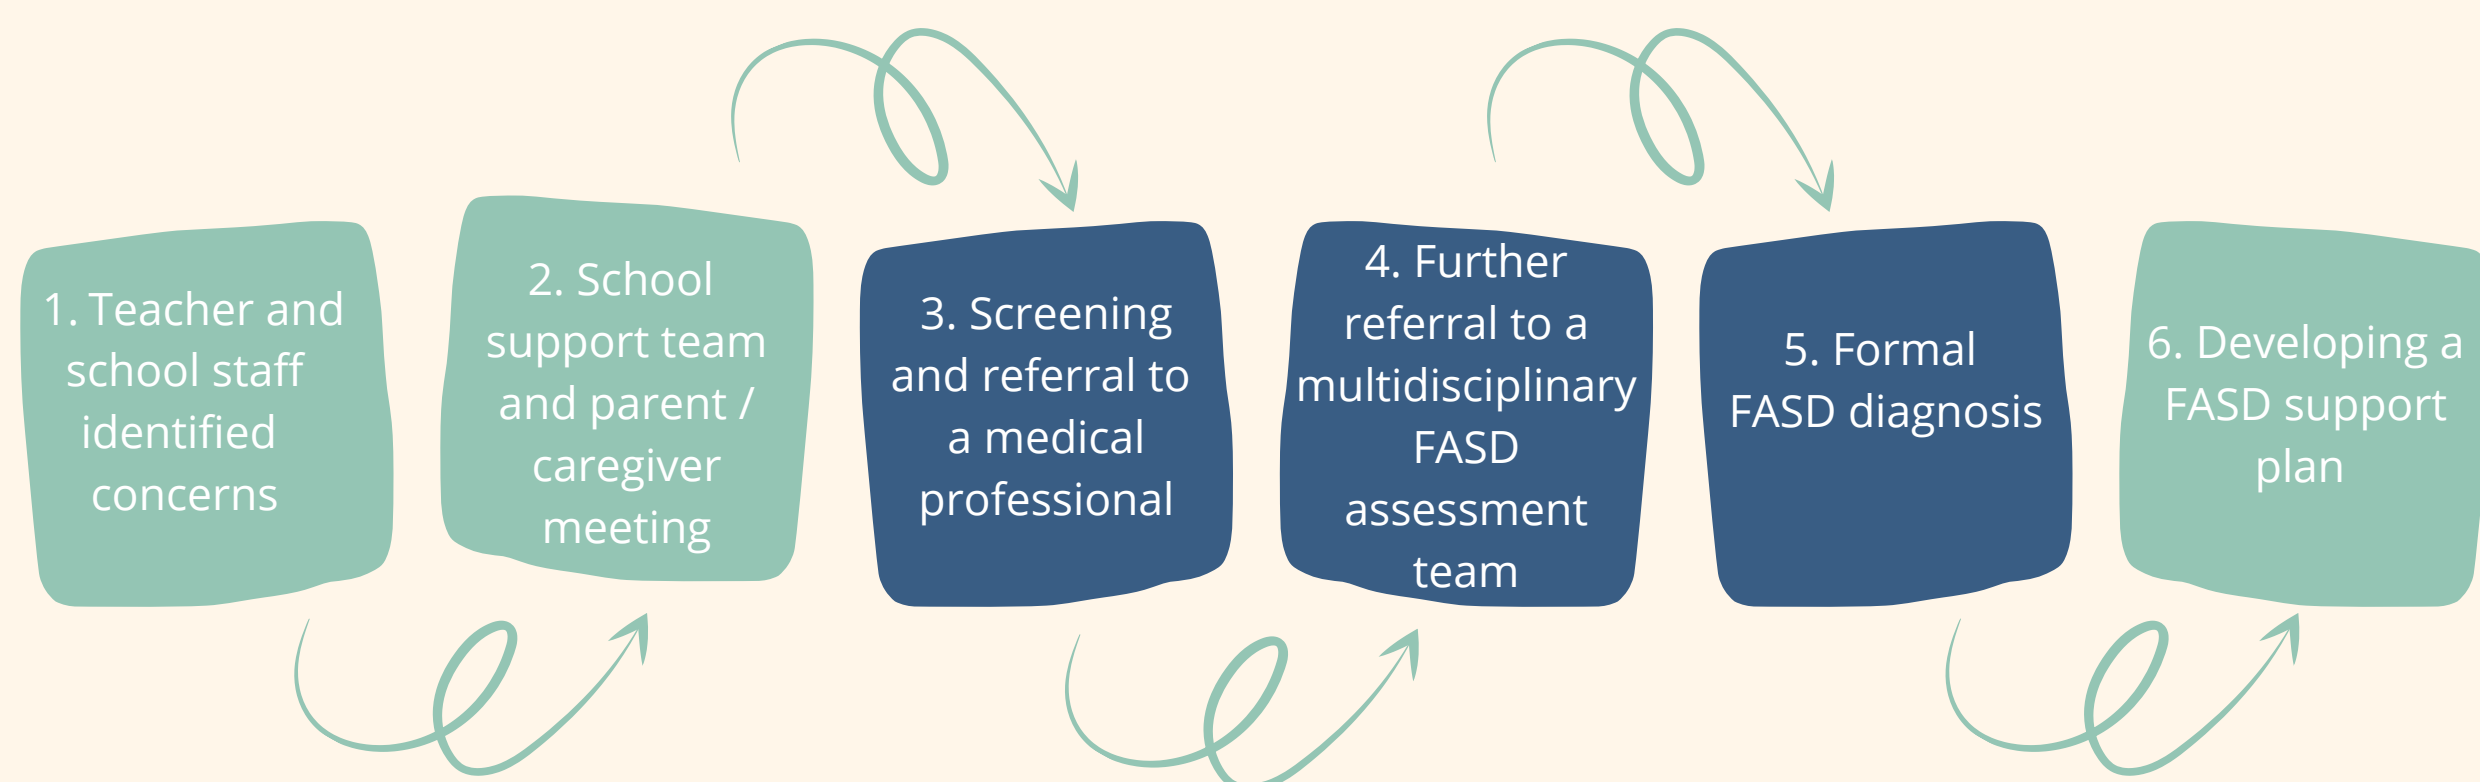 1. Teacher and
school staff
identified
concerns
2. School
support team
and parent /
caregiver
meeting
3. Screening
and referral to
a medical
professional
4. Further
referral to a
multidisciplinary
FASD
assessment
team
5. Formal
FASD diagnosis
6. Developing a
FASD support
plan